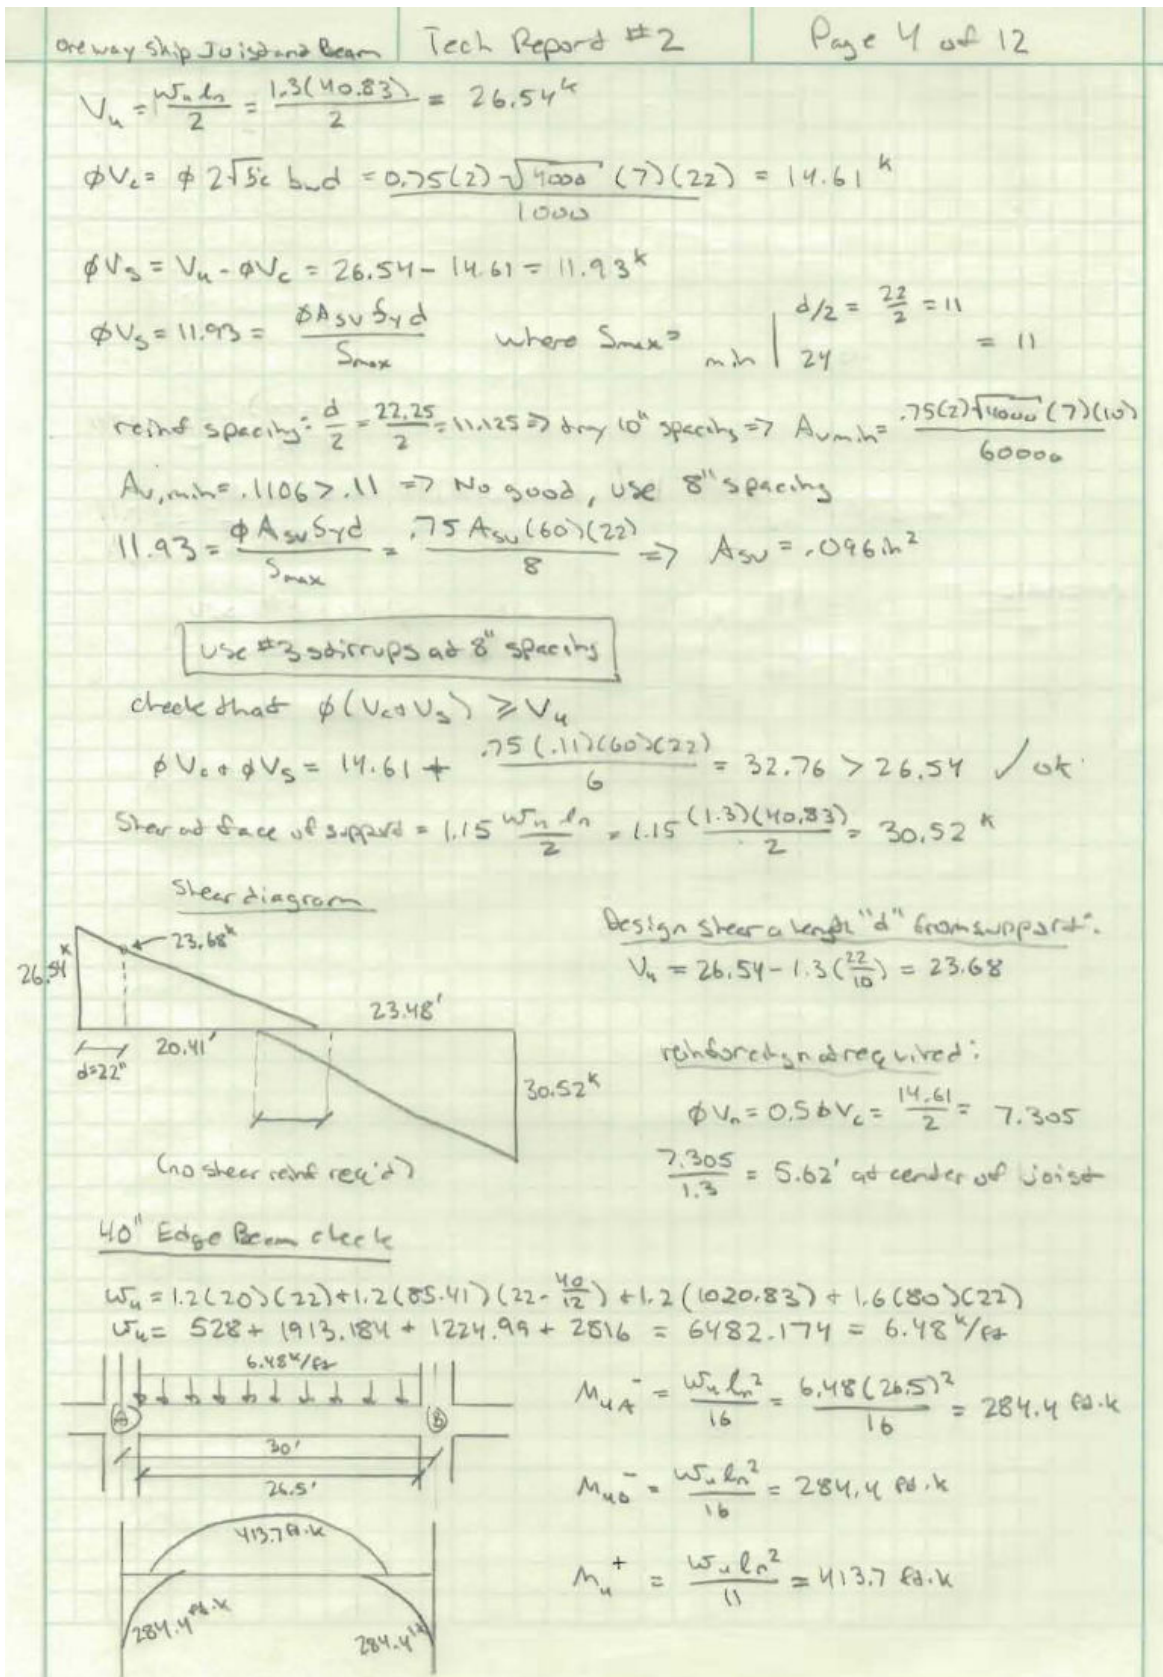 one way skip Joist and Beam | Tech Report #2 | Page 4 of 12
Vu = wu ln / 2 = 1.3(40.83) / 2 = 26.54 k
φVc = φ 2√f'c bwd = 0.75(2)√4000 (7)(22) / 1000 = 14.61 k
φVs = Vu - φVc = 26.54 - 14.61 = 11.93 k
φVs = 11.93 = φ Asv fyd / Smax where Smax = min | d/2 = 22/2 = 11
24 = 11
reinf spacing: d/2 = 22.25/2 = 11.125 => try 10" spacing => Av min = .75(2)√4000 (7)(10) / 60000
Av,min = .1106 > .11 => No good, use 8" spacing
11.93 = φ Asv fyd / Smax = .75 Asv (60)(22) / 8 => Asv = .096 in²
use #3 stirrups at 8" spacing
check that φ(Vc+Vs) ≥ Vu
φVc + φVs = 14.61 + .75(.11)(60)(22) / 6 = 32.76 > 26.54 ✓ ok
Shear at face of support = 1.15 wu ln / 2 = 1.15 (1.3)(40.83) / 2 = 30.52 k
Shear diagram
26.54 k
23.68 k
23.48'
20.41'
d=22"
30.52 k
(no shear reinf req'd)
Design shear a length "d" from support:
Vu = 26.54 - 1.3(22/10) = 23.68
reinforcing not required:
φVn = 0.5φVc = 14.61/2 = 7.305
7.305/1.3 = 5.62' at center of joist
40" Edge Beam check
wu = 1.2(20)(22) + 1.2(85.41)(22 - 40/12) + 1.2(1020.83) + 1.6(80)(22)
wu = 528 + 1913.184 + 1224.99 + 2816 = 6482.174 = 6.48 k/ft
6.48 k/ft
A
B
30'
26.5'
413.7 ft.k
284.4 ft.k
284.4 ft
MuA⁻ = wu ln² / 16 = 6.48(26.5)² / 16 = 284.4 ft.k
MuB⁻ = wu ln² / 16 = 284.4 ft.k
Mu⁺ = wu ln² / 11 = 413.7 ft.k